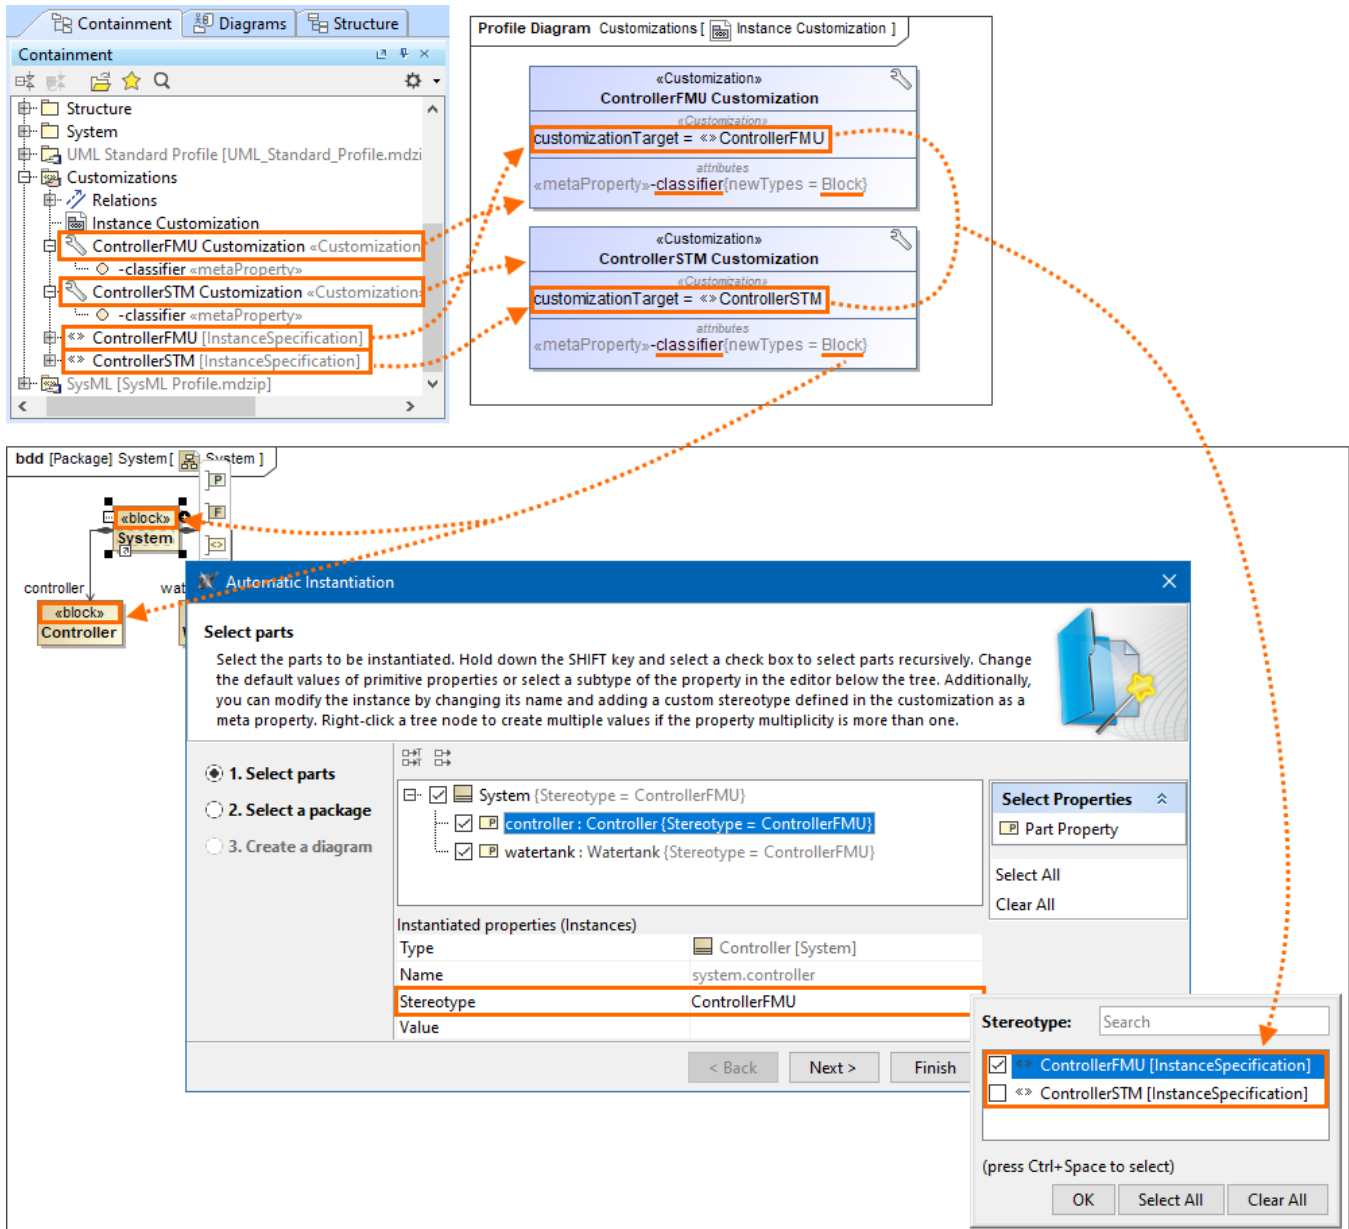 Containment
Diagrams
Structure
Containment
Structure
System
UML Standard Profile [UML_Standard_Profile.mdzi
Customizations
Relations
Instance Customization
ControllerFMU Customization «Customization
-classifier «metaProperty»
ControllerSTM Customization «Customization»
-classifier «metaProperty»
ControllerFMU [InstanceSpecification]
ControllerSTM [InstanceSpecification]
SysML [SysML Profile.mdzip]
Profile Diagram Customizations [ Instance Customization ]
«Customization»
ControllerFMU Customization
«Customization»
customizationTarget = «» ControllerFMU
attributes
«metaProperty»-classifier{newTypes = Block}
«Customization»
ControllerSTM Customization
«Customization»
customizationTarget = «» ControllerSTM
attributes
«metaProperty»-classifier{newTypes = Block}
bdd [Package] System [ System ]
P
F
«block»
System
controller
wat
«block»
Controller
Automatic Instantiation
Select parts
Select the parts to be instantiated. Hold down the SHIFT key and select a check box to select parts recursively. Change
the default values of primitive properties or select a subtype of the property in the editor below the tree. Additionally,
you can modify the instance by changing its name and adding a custom stereotype defined in the customization as a
meta property. Right-click a tree node to create multiple values if the property multiplicity is more than one.
1. Select parts
2. Select a package
3. Create a diagram
System {Stereotype = ControllerFMU}
P controller : Controller {Stereotype = ControllerFMU}
P watertank : Watertank {Stereotype = ControllerFMU}
Select Properties
P Part Property
Select All
Clear All
Instantiated properties (Instances)
Type Controller [System]
Name system.controller
Stereotype ControllerFMU
Value
< Back
Next >
Finish
Stereotype: Search
«» ControllerFMU [InstanceSpecification]
«» ControllerSTM [InstanceSpecification]
(press Ctrl+Space to select)
OK
Select All
Clear All